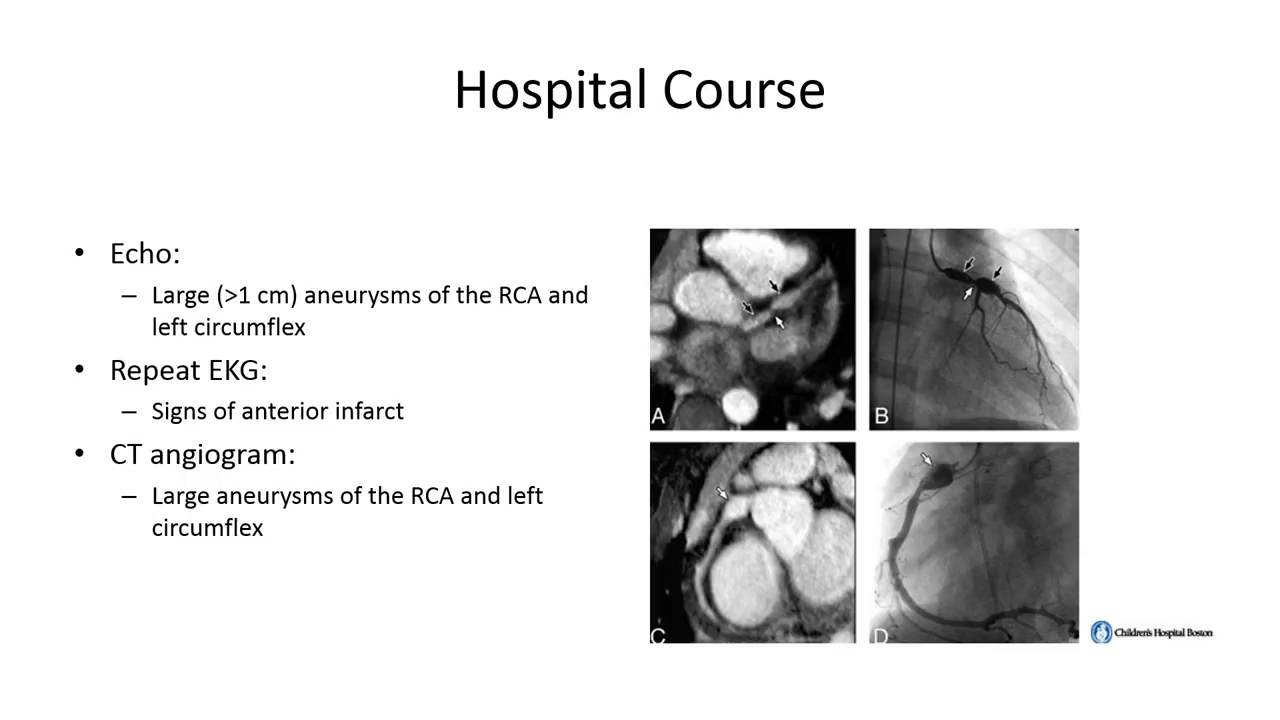 Hospital Course
• Echo:
– Large (>1 cm) aneurysms of the RCA and
left circumflex
• Repeat EKG:
– Signs of anterior infarct
• CT angiogram:
– Large aneurysms of the RCA and left
circumflex
A
B
C
D
Children's Hospital Boston